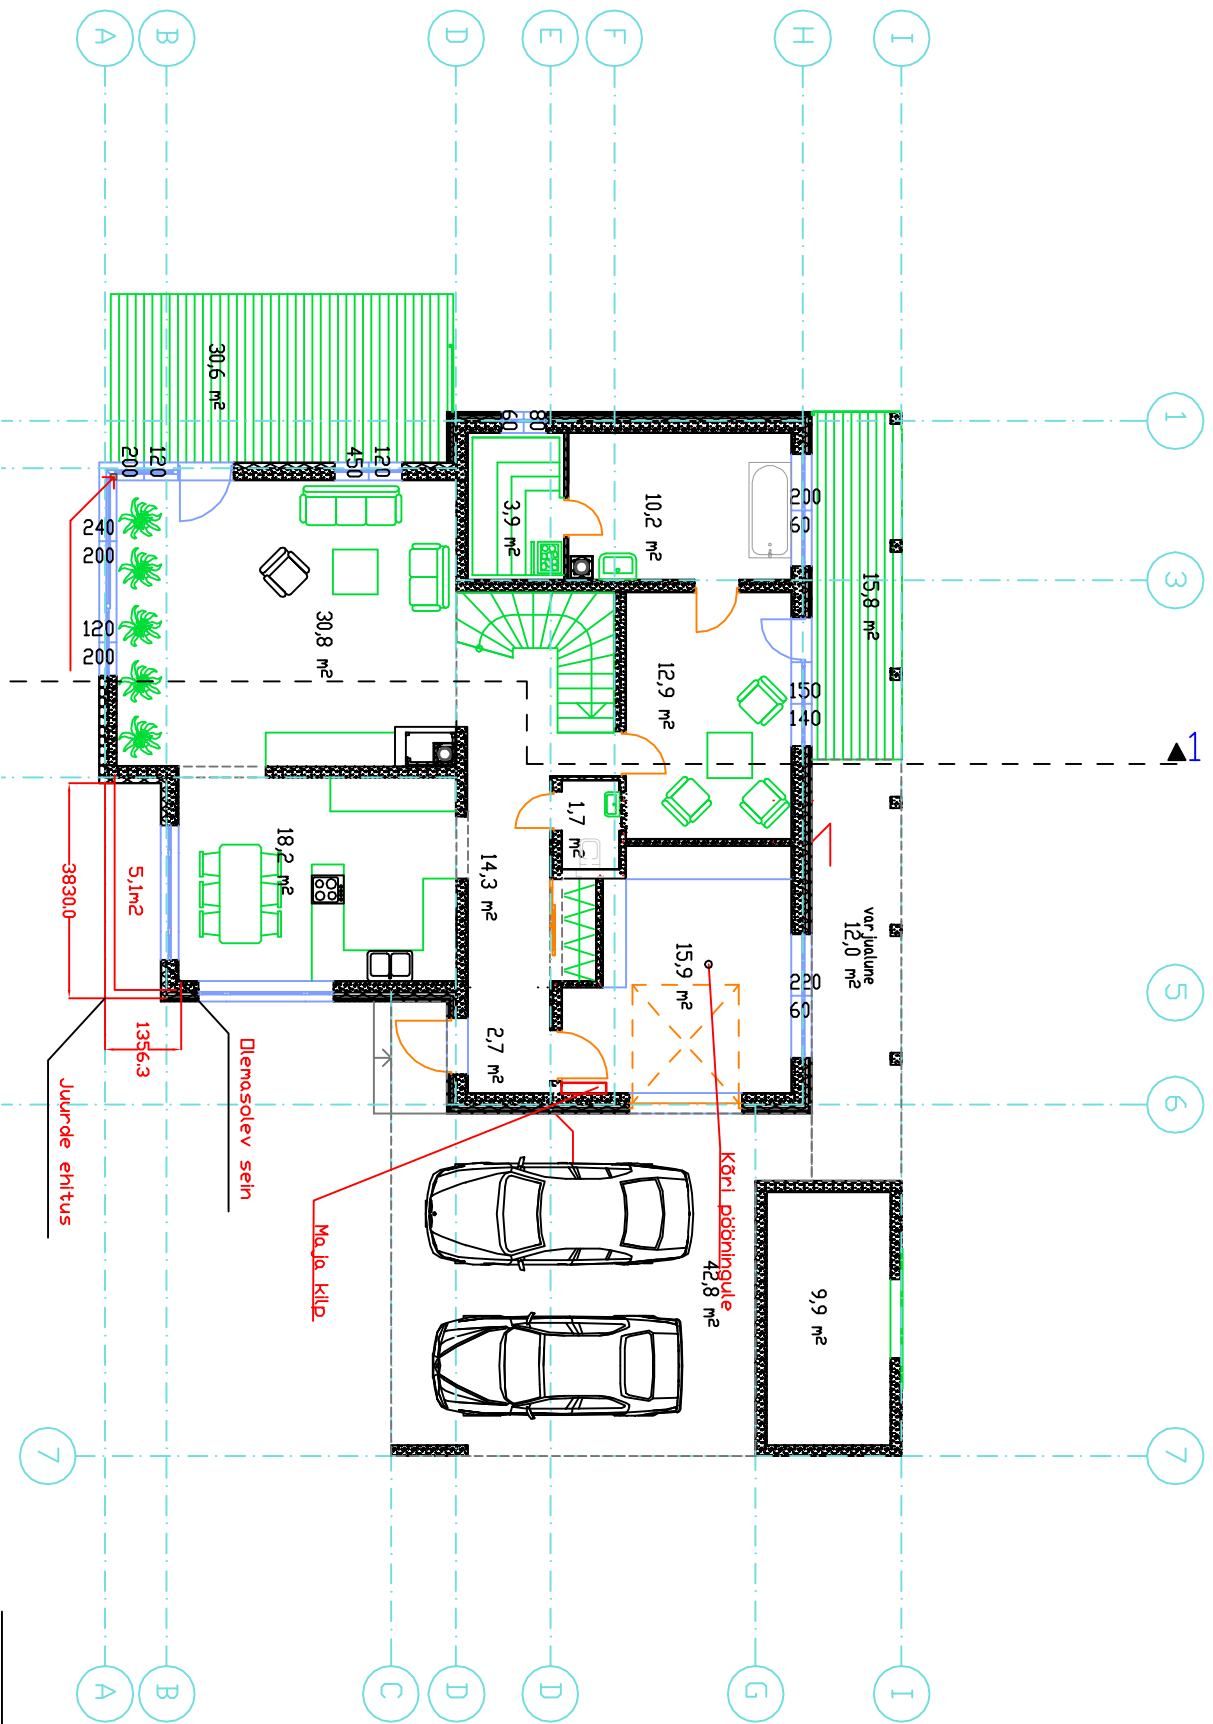 A
B
D
E
F
H
I
1
3
5
6
7
7
A
B
C
D
D
G
I
1
30,6 m²
120
200
120
450
80
60
240
200
120
200
200
60
150
140
220
60
3,9 m²
10,2 m²
15,8 m²
30,8 m²
12,9 m²
1,7 m²
18,2 m²
14,3 m²
15,9 m²
varjualune
12,0 m²
2,7 m²
5,1m2
3830.0
1356.3
Olemasolev sein
Juurde ehitus
Maja kilp
Kõri pööningule
42,8 m²
9,9 m²